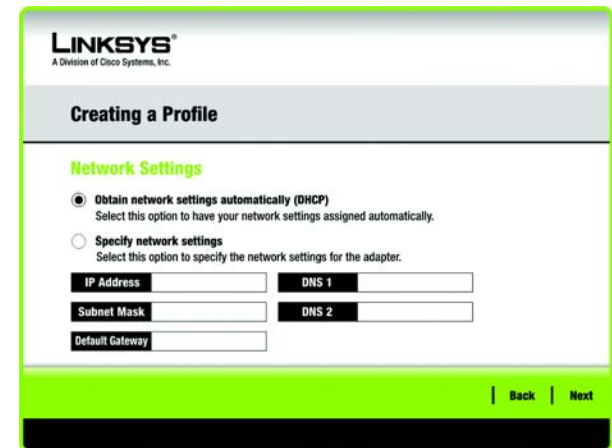 LINKSYS®
A Division of Cisco Systems, Inc.
Creating a Profile
Network Settings
Obtain network settings automatically (DHCP)
Select this option to have your network settings assigned automatically.
Specify network settings
Select this option to specify the network settings for the adapter.
IP Address DNS 1
Subnet Mask DNS 2
Default Gateway
Back Next